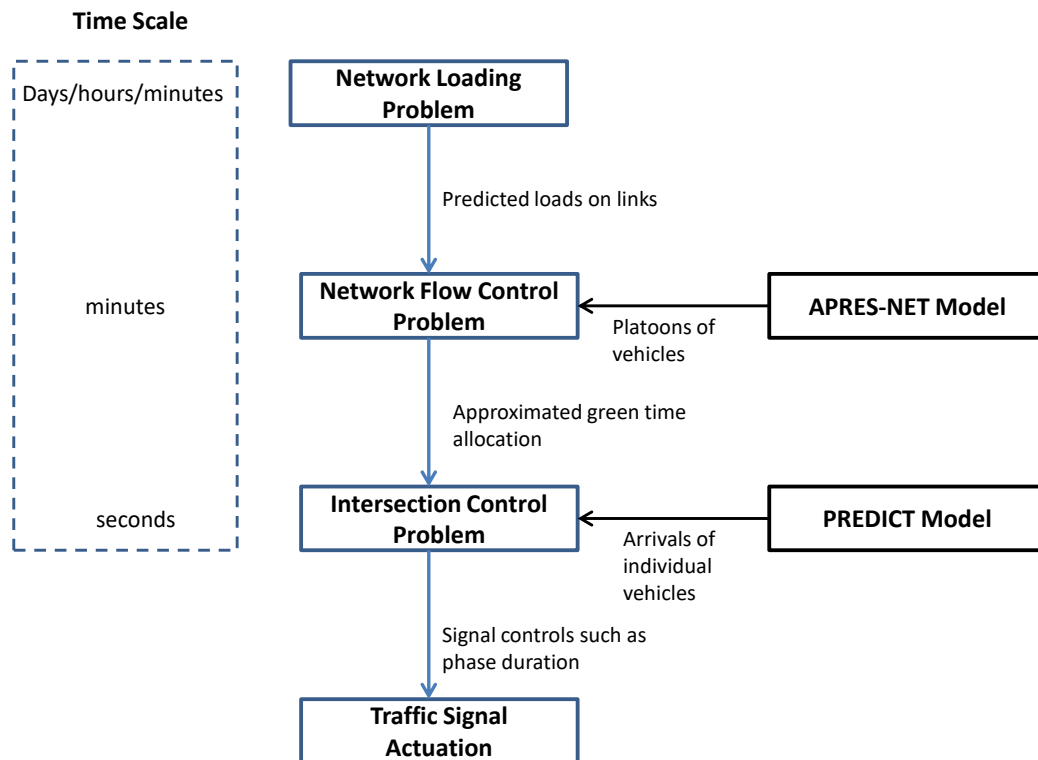 Time Scale
Days/hours/minutes
Network Loading
Problem
Predicted loads on links
minutes
Network Flow Control
Problem
APRES-NET Model
Platoons of
vehicles
Approximated green time
allocation
seconds
Intersection Control
Problem
PREDICT Model
Arrivals of
individual
vehicles
Signal controls such as
phase duration
Traffic Signal
Actuation